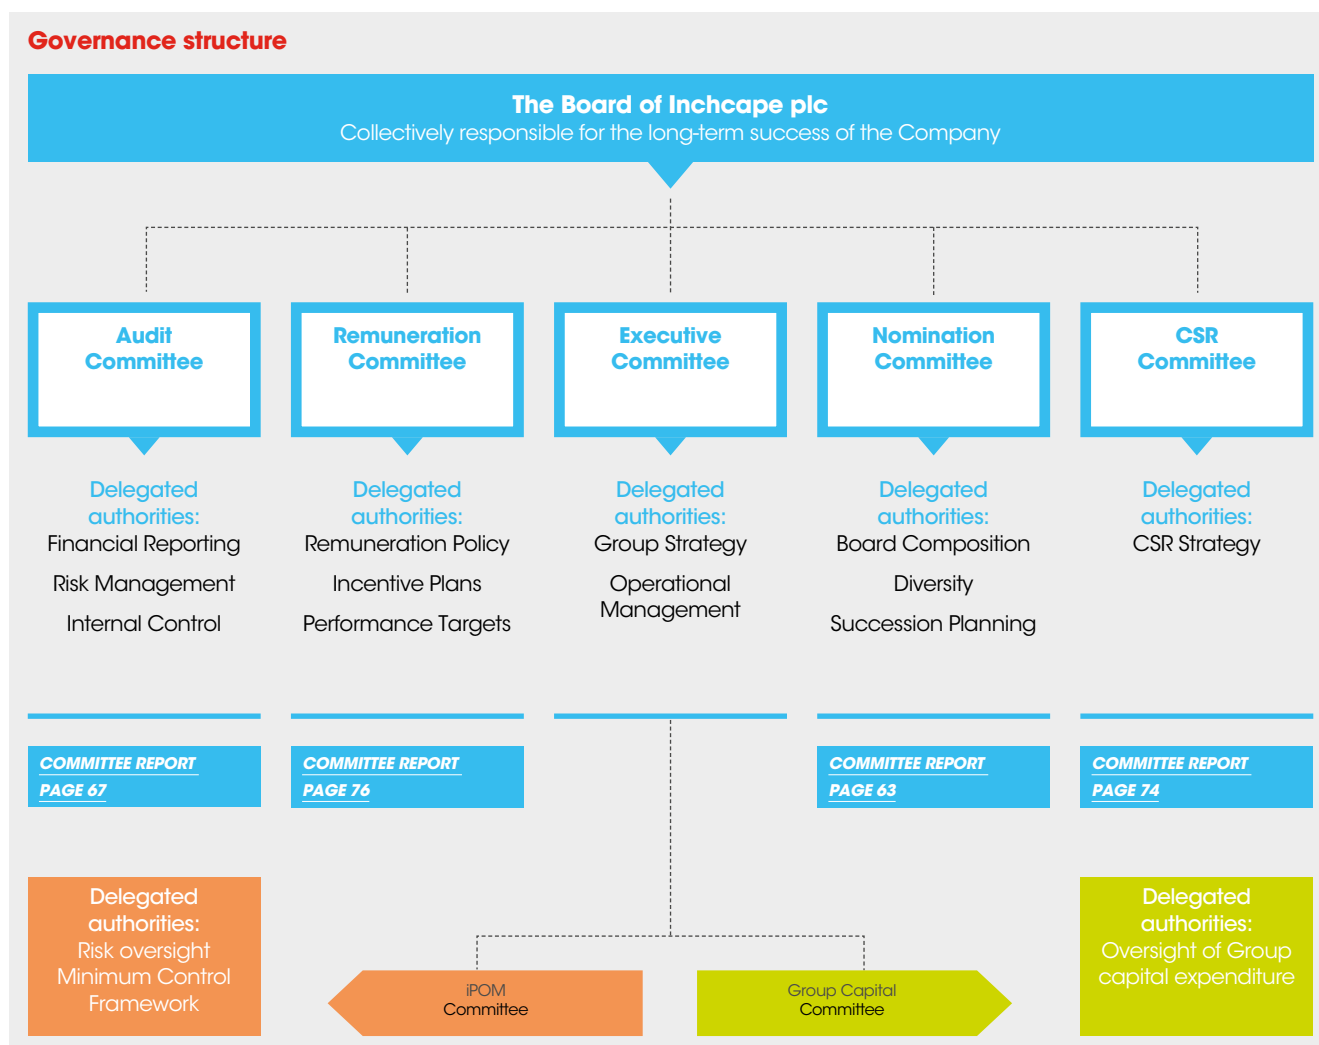 Governance structure
The Board of Inchcape plc
Collectively responsible for the long-term success of the Company
Audit
Committee
Remuneration
Committee
Executive
Committee
Nomination
Committee
CSR
Committee
Delegated
authorities:
Financial Reporting
Risk Management
Internal Control
Delegated
authorities:
Remuneration Policy
Incentive Plans
Performance Targets
Delegated
authorities:
Group Strategy
Operational
Management
Delegated
authorities:
Board Composition
Diversity
Succession Planning
Delegated
authorities:
CSR Strategy
COMMITTEE REPORT
PAGE 67
COMMITTEE REPORT
PAGE 76
COMMITTEE REPORT
PAGE 63
COMMITTEE REPORT
PAGE 74
Delegated
authorities:
Risk oversight
Minimum Control
Framework
iPOM
Committee
Group Capital
Committee
Delegated
authorities:
Oversight of Group
capital expenditure